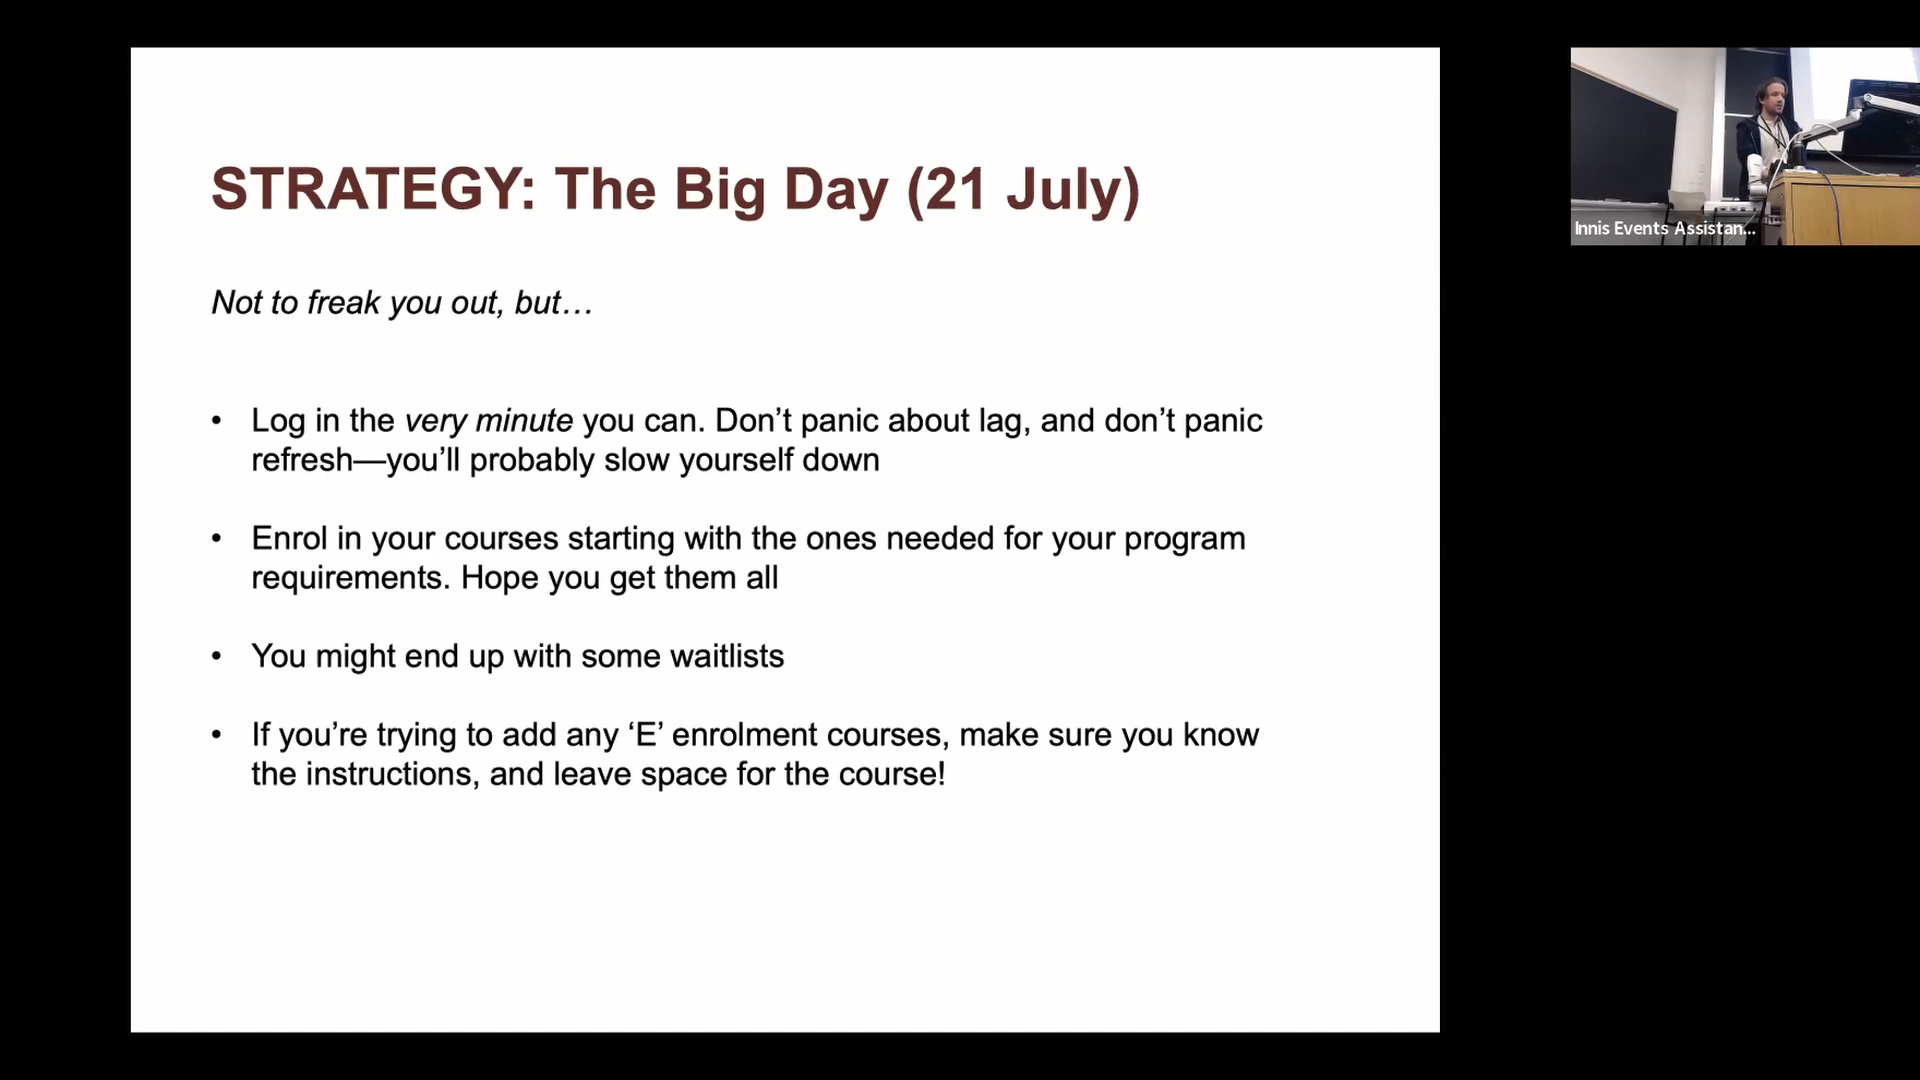 STRATEGY: The Big Day (21 July)
Not to freak you out, but…
• Log in the very minute you can. Don’t panic about lag, and don’t panic
refresh—you’ll probably slow yourself down
• Enrol in your courses starting with the ones needed for your program
requirements. Hope you get them all
• You might end up with some waitlists
• If you’re trying to add any ‘E’ enrolment courses, make sure you know
the instructions, and leave space for the course!
Innis Events Assistan...